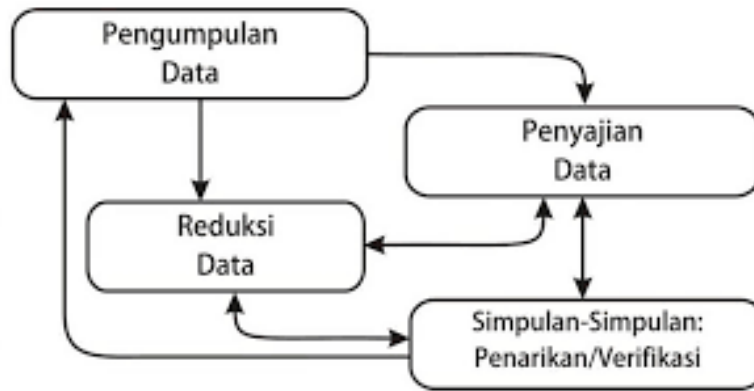 Pengumpulan
Data
Penyajian
Data
Reduksi
Data
Simpulan-Simpulan:
Penarikan/Verifikasi